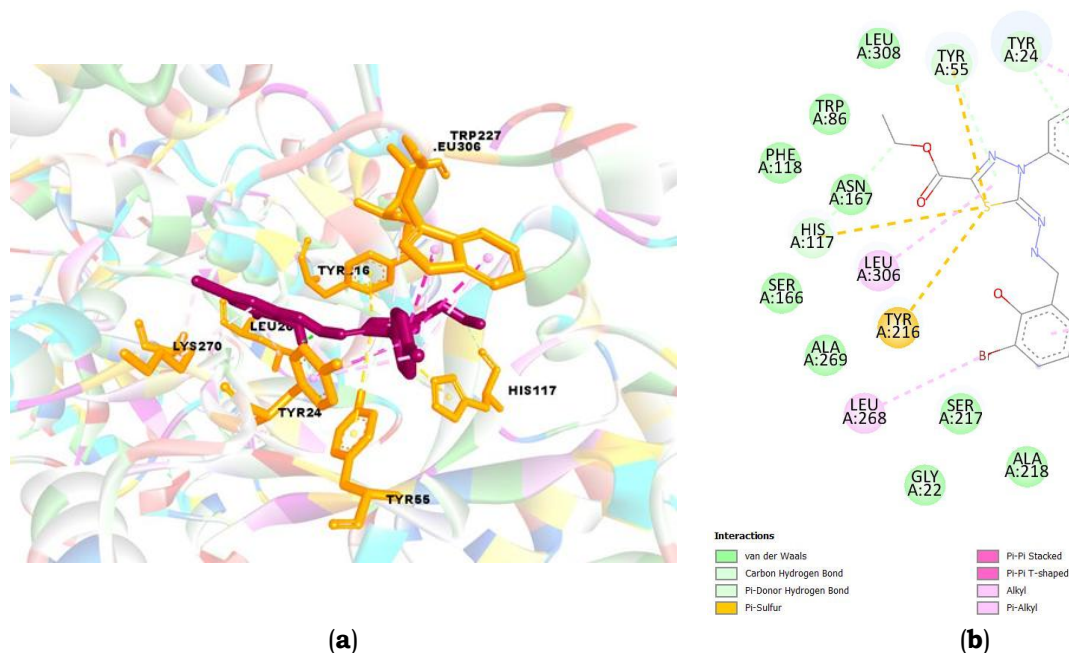 TRP227
.EU306
TYR.16
LEU26
LYS270
TYR24
HIS117
TYR55
(a)
LEU
A:308
TYR
A:55
TYR
A:24
TRP
A:86
PHE
A:118
ASN
A:167
O
N
N
O
S
N
HIS
A:117
LEU
A:306
N
SER
A:166
TYR
A:216
O
ALA
A:269
Br
LEU
A:268
SER
A:217
GLY
A:22
ALA
A:218
Interactions
van der Waals
Carbon Hydrogen Bond
Pi-Donor Hydrogen Bond
Pi-Sulfur
Pi-Pi Stacked
Pi-Pi T-shaped
Alkyl
Pi-Alkyl
(b)